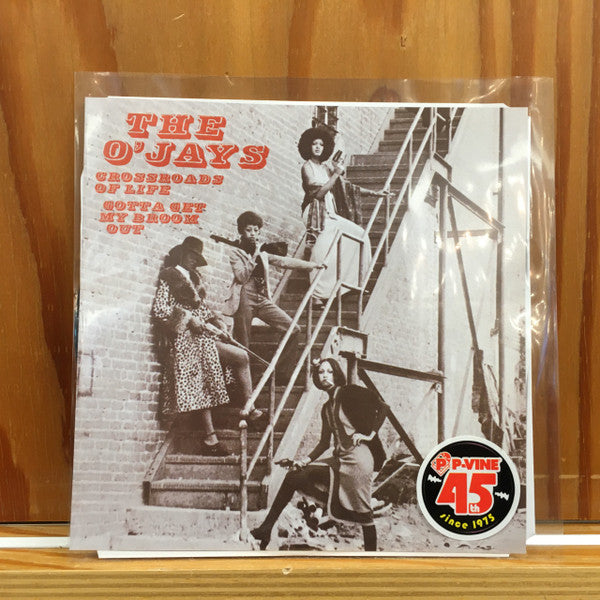 THE
O'JAYS
CROSSROADS
OF LIFE
GOTTA GET
MY BROOM
OUT
P P-VINE
45th
since 1975